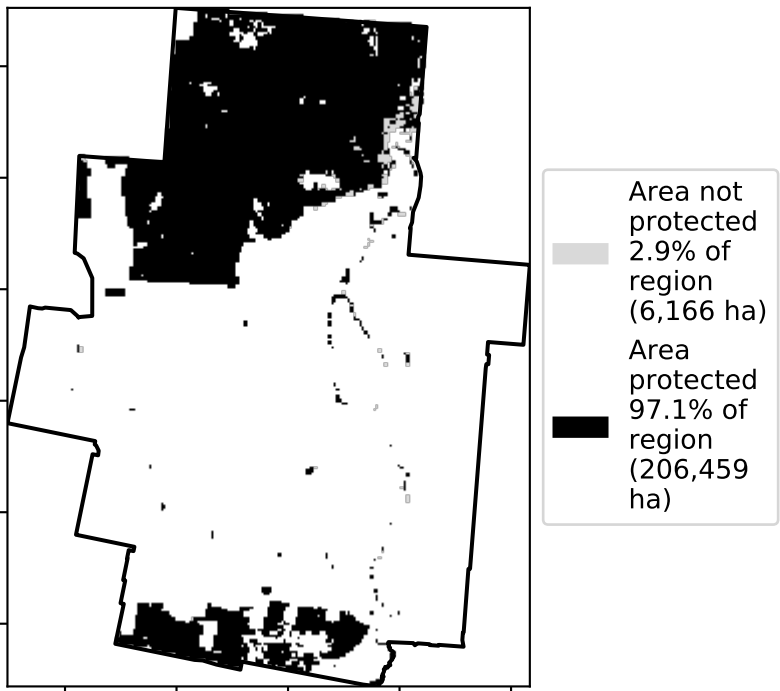 Area not
protected
2.9% of
region
(6,166 ha)
Area
protected
97.1% of
region
(206,459
ha)